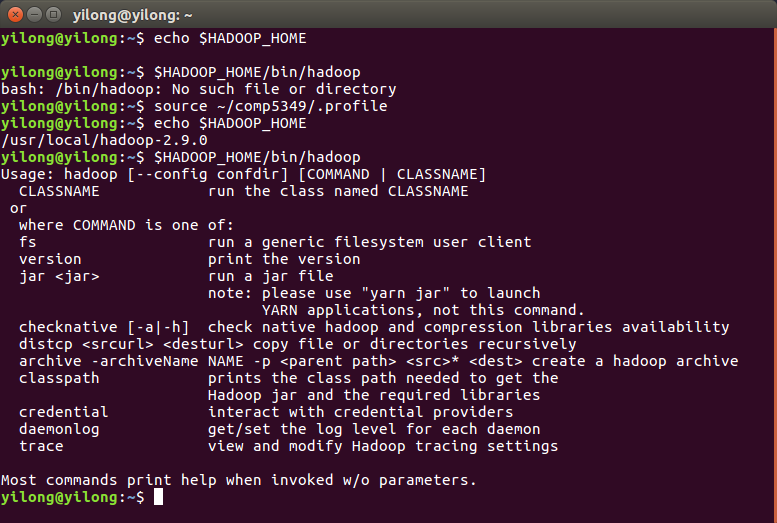 yilong@yilong: ~
yilong@yilong:~$ echo $HADOOP_HOME

yilong@yilong:~$ $HADOOP_HOME/bin/hadoop
bash: /bin/hadoop: No such file or directory
yilong@yilong:~$ source ~/comp5349/.profile
yilong@yilong:~$ echo $HADOOP_HOME
/usr/local/hadoop-2.9.0
yilong@yilong:~$ $HADOOP_HOME/bin/hadoop
Usage: hadoop [--config confdir] [COMMAND | CLASSNAME]
  CLASSNAME            run the class named CLASSNAME
 or
  where COMMAND is one of:
  fs                   run a generic filesystem user client
  version              print the version
  jar <jar>            run a jar file
                       note: please use "yarn jar" to launch
                             YARN applications, not this command.
  checknative [-a|-h]  check native hadoop and compression libraries availability
  distcp <srcurl> <desturl> copy file or directories recursively
  archive -archiveName NAME -p <parent path> <src>* <dest> create a hadoop archive
  classpath            prints the class path needed to get the
                       Hadoop jar and the required libraries
  credential           interact with credential providers
  daemonlog            get/set the log level for each daemon
  trace                view and modify Hadoop tracing settings

Most commands print help when invoked w/o parameters.
yilong@yilong:~$